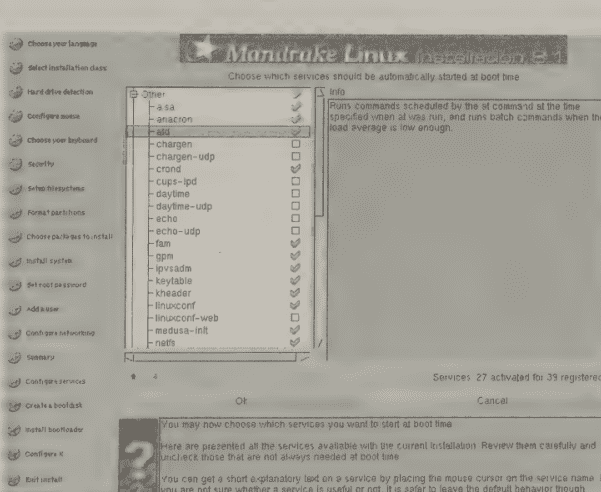 Choose your language
Select installation class
Hard drive detection
Configure mouse
Choose your keyboard
Security
Setup filesystems
Format partitions
Choose packages to install
Install system
Set root password
Add a user
Configure networking
Summary
Configure services
Create a bootdisk
Install bootloader
Configure X
Exit install
Mandrake Linux Installation 8.1
Choose which services should be automatically started at boot time
Other
alsa
anacron
atd
chargen
chargen-udp
crond
cups-lpd
daytime
daytime-udp
echo
echo-udp
fam
gpm
ipvsadm
keytable
kheader
linuxconf
linuxconf-web
medusa-init
netfs
Info
Runs commands scheduled by the at command at the time
specified when at was run, and runs batch commands when the
load average is low enough.
Services: 27 activated for 39 registered
Ok
Cancel
?
You may now choose which services you want to start at boot time
Here are presented all the services available with the current installation. Review them carefully and
uncheck those that are not always needed at boot time
You can get a short explanatory text on a service by placing the mouse cursor on the service name.
you are not sure whether a service is useful or not, it is safer to leave the default behavior though